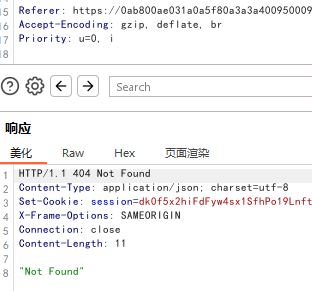 15 Referer: https://0ab800ae031a0a5f80a3a3a400950009
16 Accept-Encoding: gzip, deflate, br
17 Priority: u=0, i
18
Search
响应
美化 Raw Hex 页面渲染
1 HTTP/1.1 404 Not Found
2 Content-Type: application/json; charset=utf-8
3 Set-Cookie: session=dk0f5x2hiFdFyw4sx1SfhPo19Lnft
4 X-Frame-Options: SAMEORIGIN
5 Connection: close
6 Content-Length: 11
7
8 "Not Found"